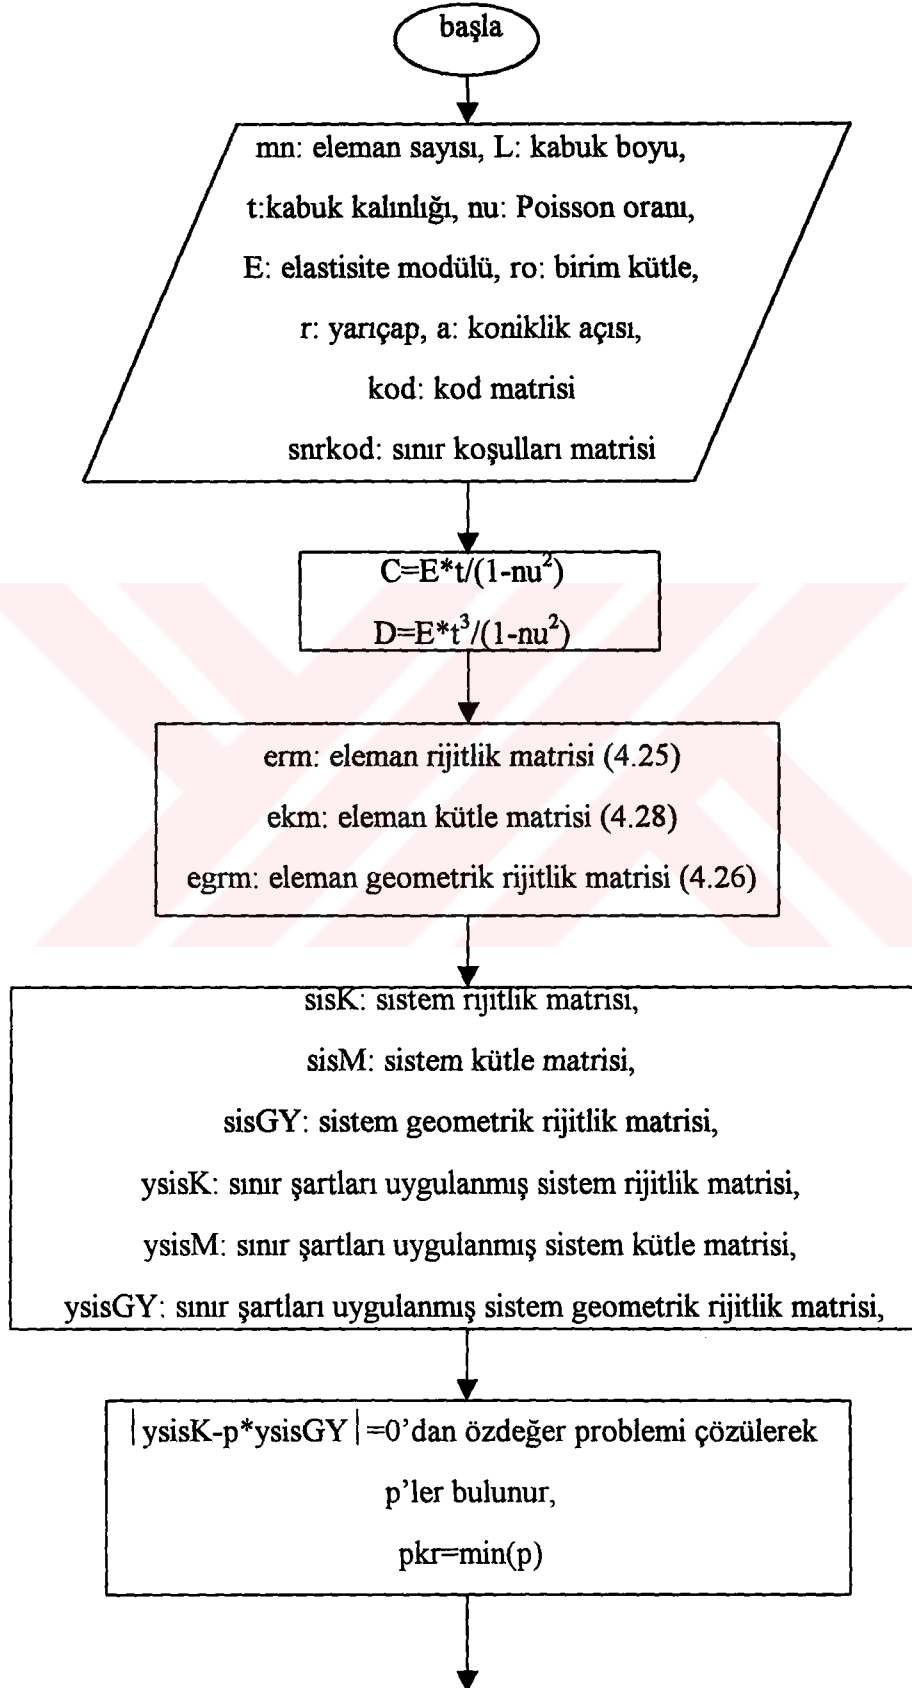 başla
mn: eleman sayısı, L: kabuk boyu,
t:kabuk kalınlığı, nu: Poisson oranı,
E: elastisite modülü, ro: birim kütle,
r: yarıçap, a: koniklik açısı,
kod: kod matrisi
snrkod: sınır koşulları matrisi
C=E*t/(1-nu²)
D=E*t³/(1-nu²)
erm: eleman rijitlik matrisi (4.25)
ekm: eleman kütle matrisi (4.28)
egrm: eleman geometrik rijitlik matrisi (4.26)
sisK: sistem rijitlik matrisi,
sisM: sistem kütle matrisi,
sisGY: sistem geometrik rijitlik matrisi,
ysisK: sınır şartları uygulanmış sistem rijitlik matrisi,
ysisM: sınır şartları uygulanmış sistem kütle matrisi,
ysisGY: sınır şartları uygulanmış sistem geometrik rijitlik matrisi,
|ysisK-p*ysisGY|=0’dan özdeğer problemi çözülerek
p’ler bulunur,
pkr=min(p)